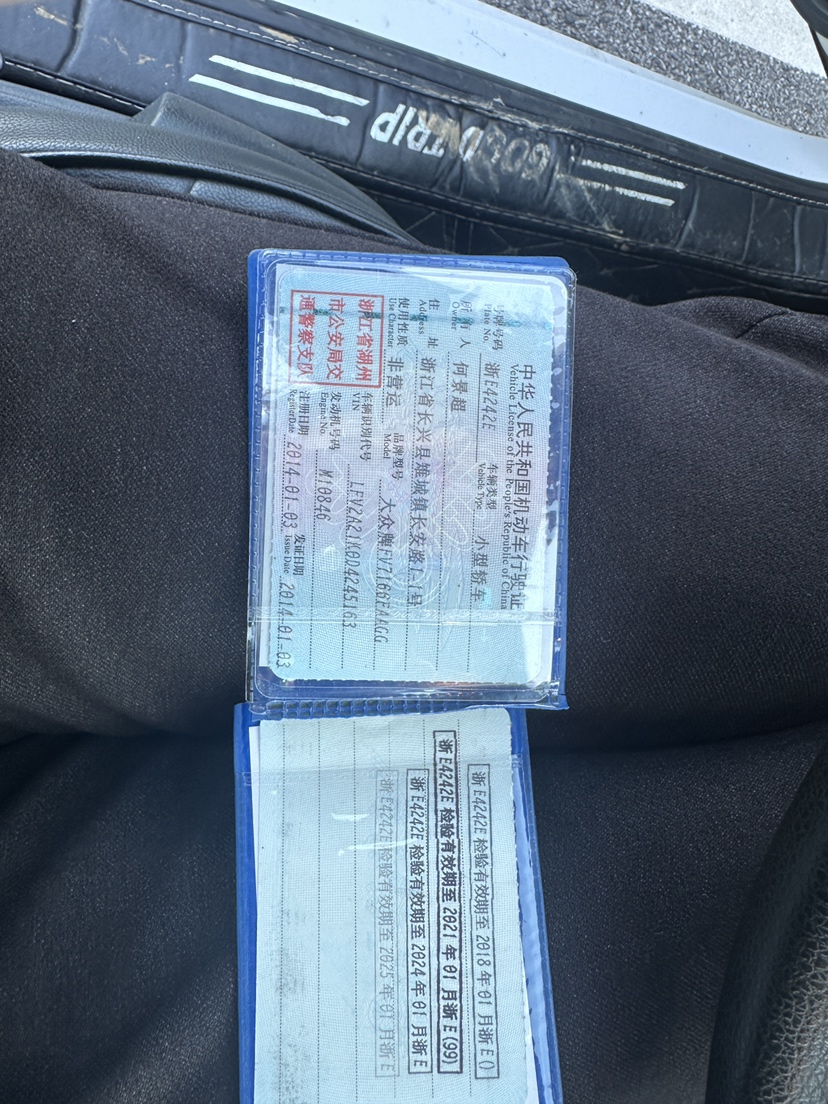 GOOD TRIP
中华人民共和国机动车行驶证
Vehicle License of the People's Republic of China
号牌号码 浙E4242E 车辆类型 小型轿车
Plate No. Vehicle Type
所有人 何景超
Owner
住址 浙江省长兴县雉城镇长安路1-1号
Address
使用性质 非营运 品牌型号 大众牌FV7166FAAGG
Use Character Model
浙江省湖州市公安局交通警察支队
车辆识别代号 LFV2A21K0D4245163
VIN
发动机号码 M10846
Engine No.
注册日期 2014-01-03 发证日期 2014-01-03
Register Date Issue Date
浙E4242E 检验有效期至2018年01月浙E()
浙E4242E 检验有效期至2021年01月浙E(99)
浙E4242E 检验有效期至2024年01月浙E
浙E4242E 检验有效期至2025年01月浙E